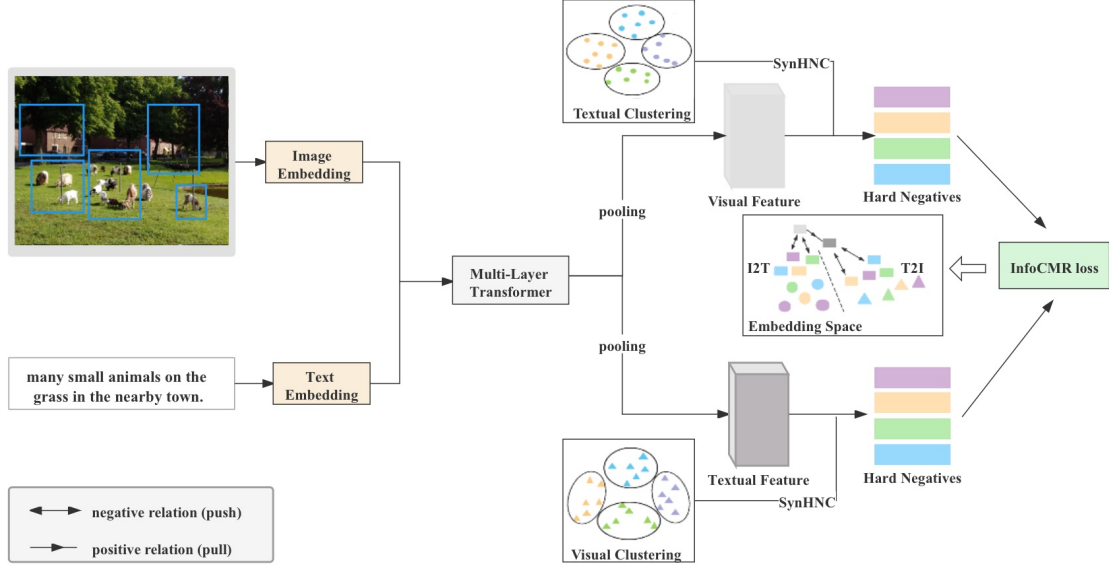 SynHNC
Textual Clustering
Image
Embedding
Visual Feature
Hard Negatives
pooling
Multi-Layer
Transformer
I2T
T2I
InfoCMR loss
Embedding Space
pooling
many small animals on the
grass in the nearby town.
Text
Embedding
Textual Feature
Hard Negatives
SynHNC
Visual Clustering
negative relation (push)
positive relation (pull)